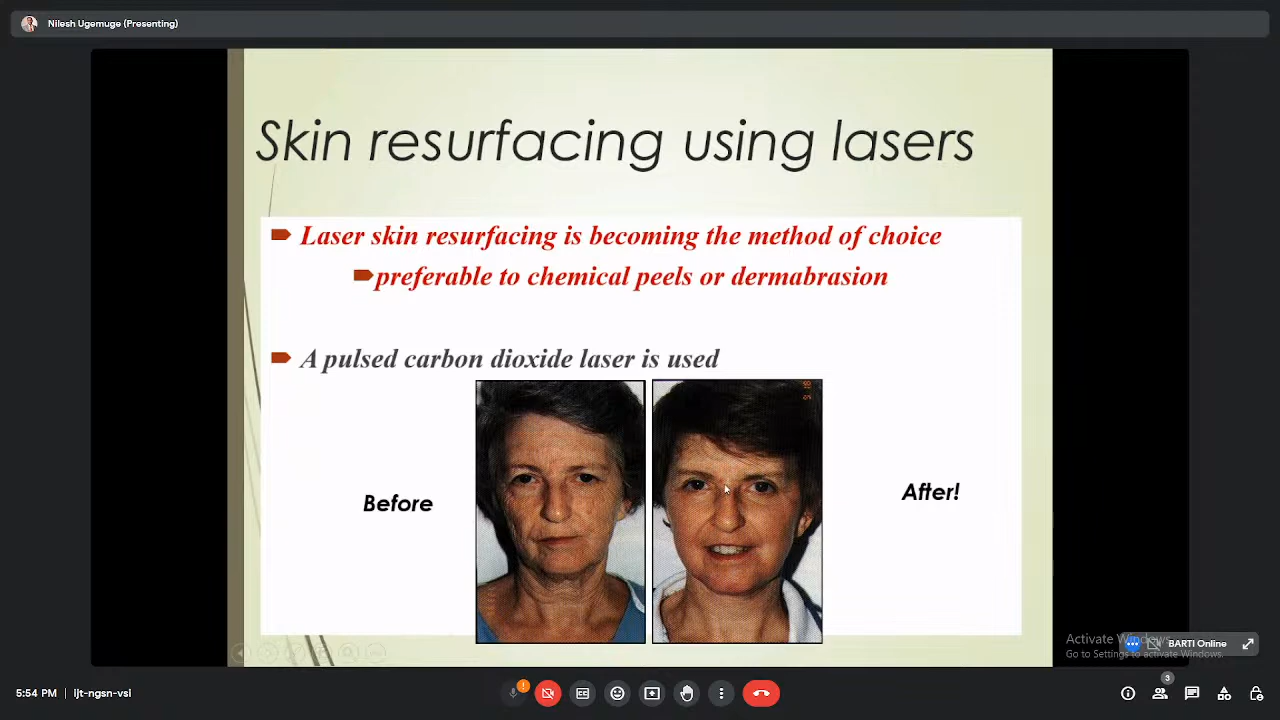 Nilesh Ugemuge (Presenting)
Skin resurfacing using lasers
Laser skin resurfacing is becoming the method of choice
preferable to chemical peels or dermabrasion
A pulsed carbon dioxide laser is used
Before
After!
Activate Windows
Go to Settings to activate Windows.
BARTI Online
3
5:54 PM | ljt-ngsn-vsi